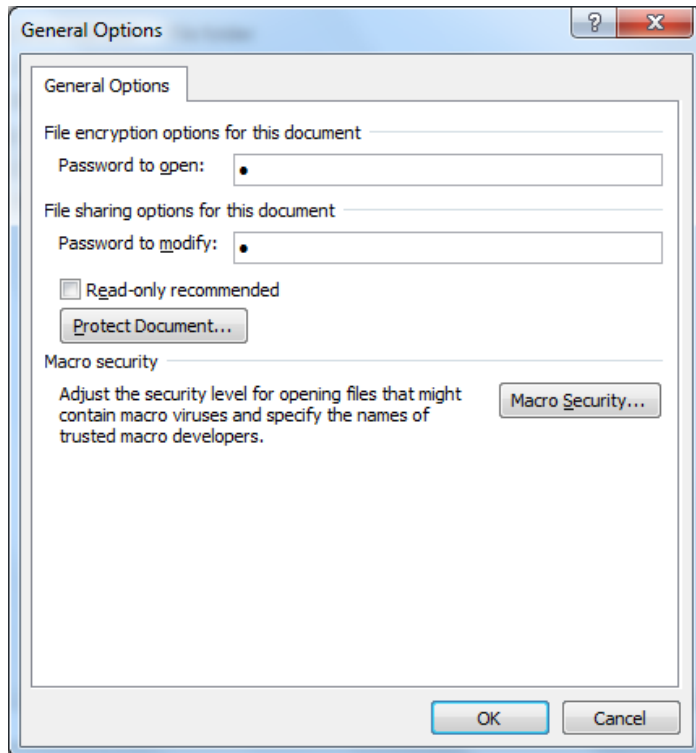 General Options
General Options
File encryption options for this document
Password to open: •
File sharing options for this document
Password to modify: •
Read-only recommended
Protect Document...
Macro security
Adjust the security level for opening files that might
contain macro viruses and specify the names of
trusted macro developers.
Macro Security...
OK Cancel